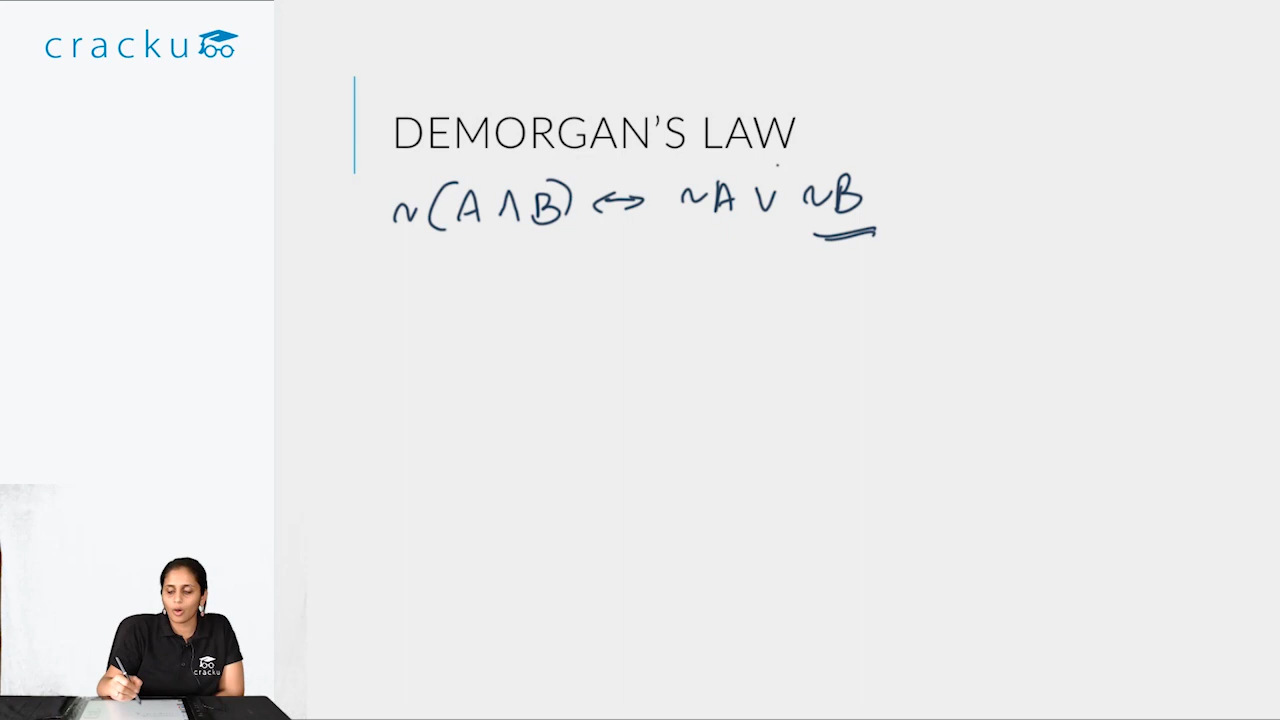 cracku
DEMORGAN'S LAW
~(A ∧ B) ↔ ~A ∨ ~B
cracku